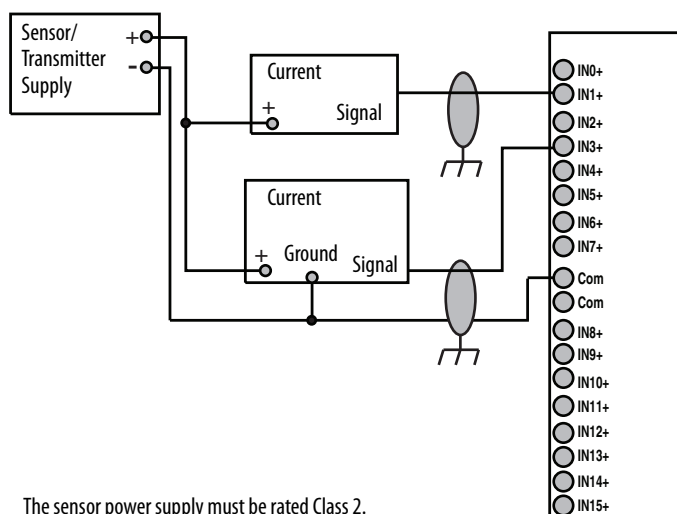 Sensor/
Transmitter
Supply
+
-
Current
+
Signal
Current
+
Ground
Signal
IN0+
IN1+
IN2+
IN3+
IN4+
IN5+
IN6+
IN7+
Com
Com
IN8+
IN9+
IN10+
IN11+
IN12+
IN13+
IN14+
IN15+
The sensor power supply must be rated Class 2.